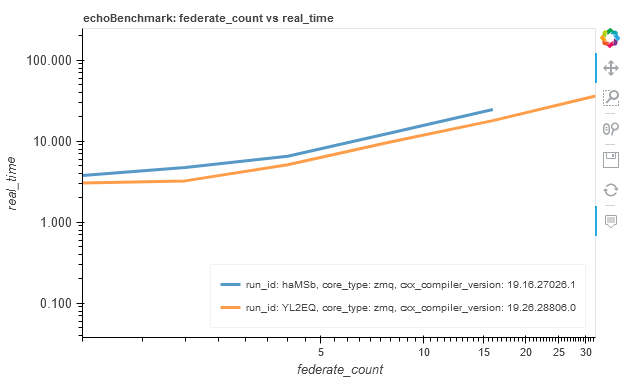 echoBenchmark: federate_count vs real_time
100.000
10.000
1.000
0.100
real_time
run_id: haMSb, core_type: zmq, cxx_compiler_version: 19.16.27026.1
run_id: YL2EQ, core_type: zmq, cxx_compiler_version: 19.26.28806.0
5 10 15 20 25 30
federate_count